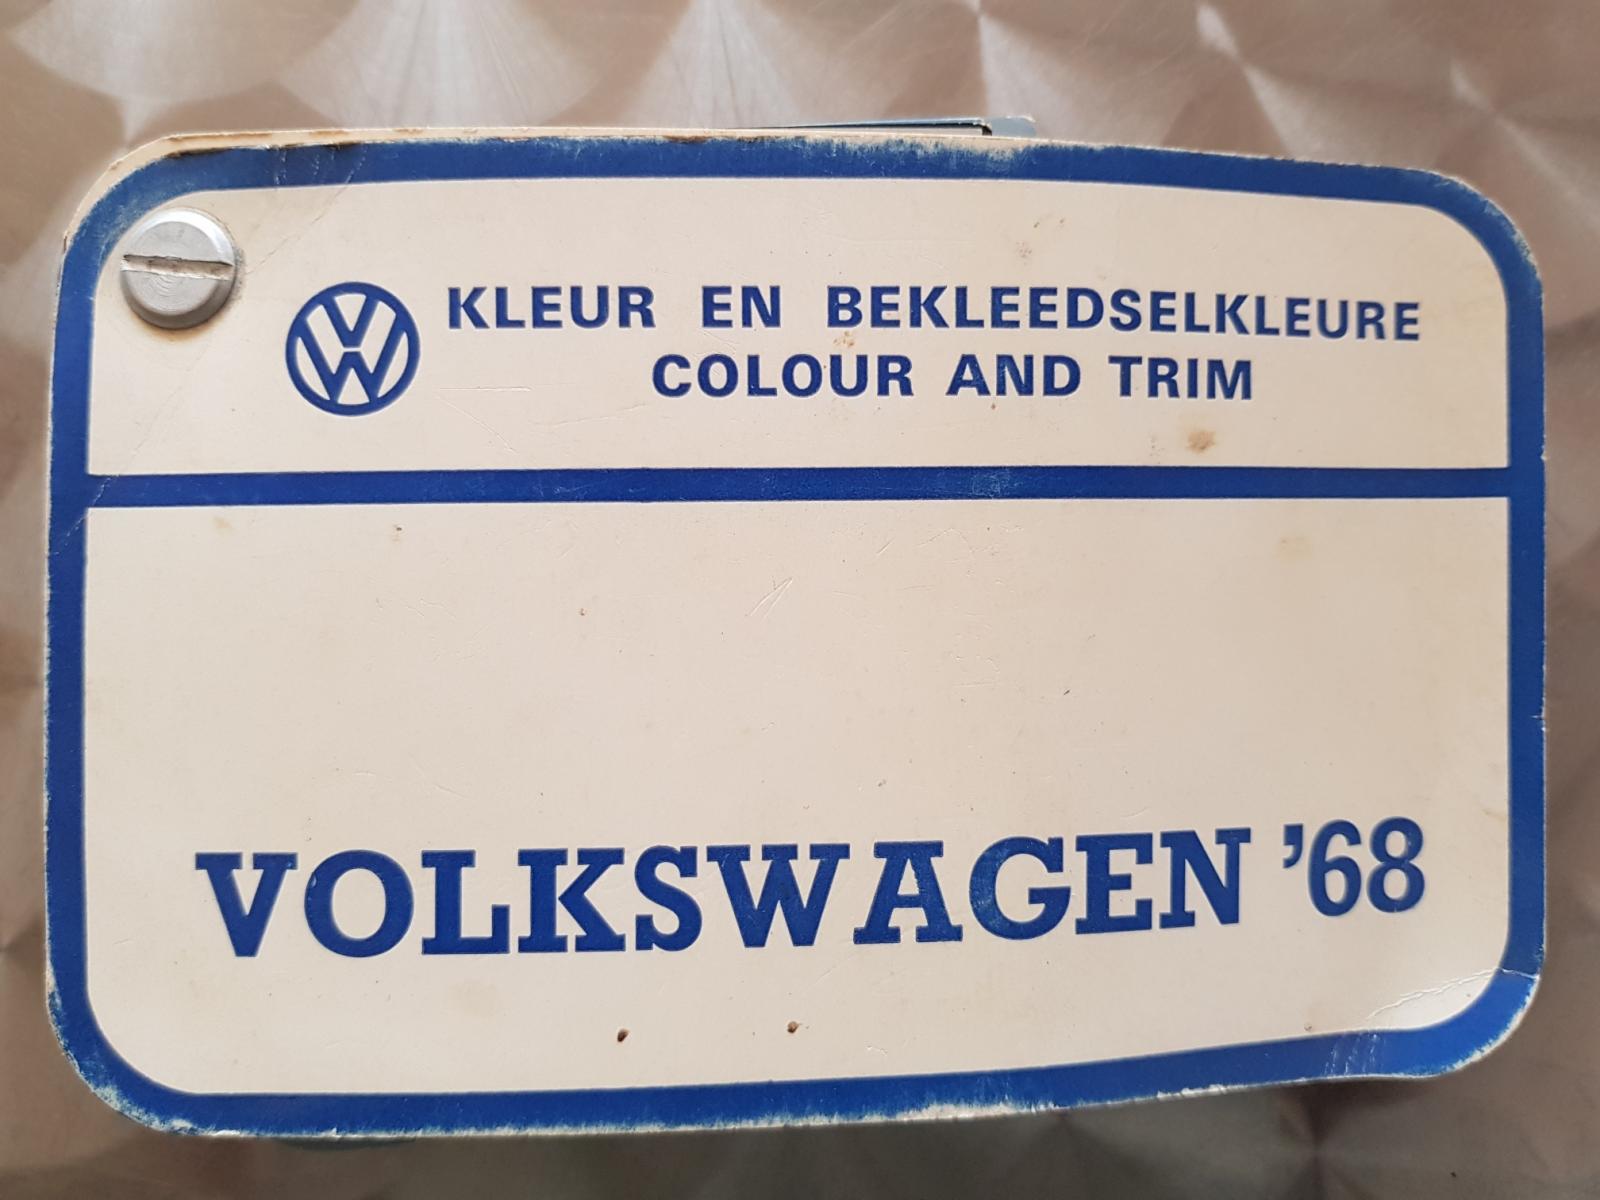 KLEUR EN BEKLEEDSELKLEURE
COLOUR AND TRIM
VOLKSWAGEN '68